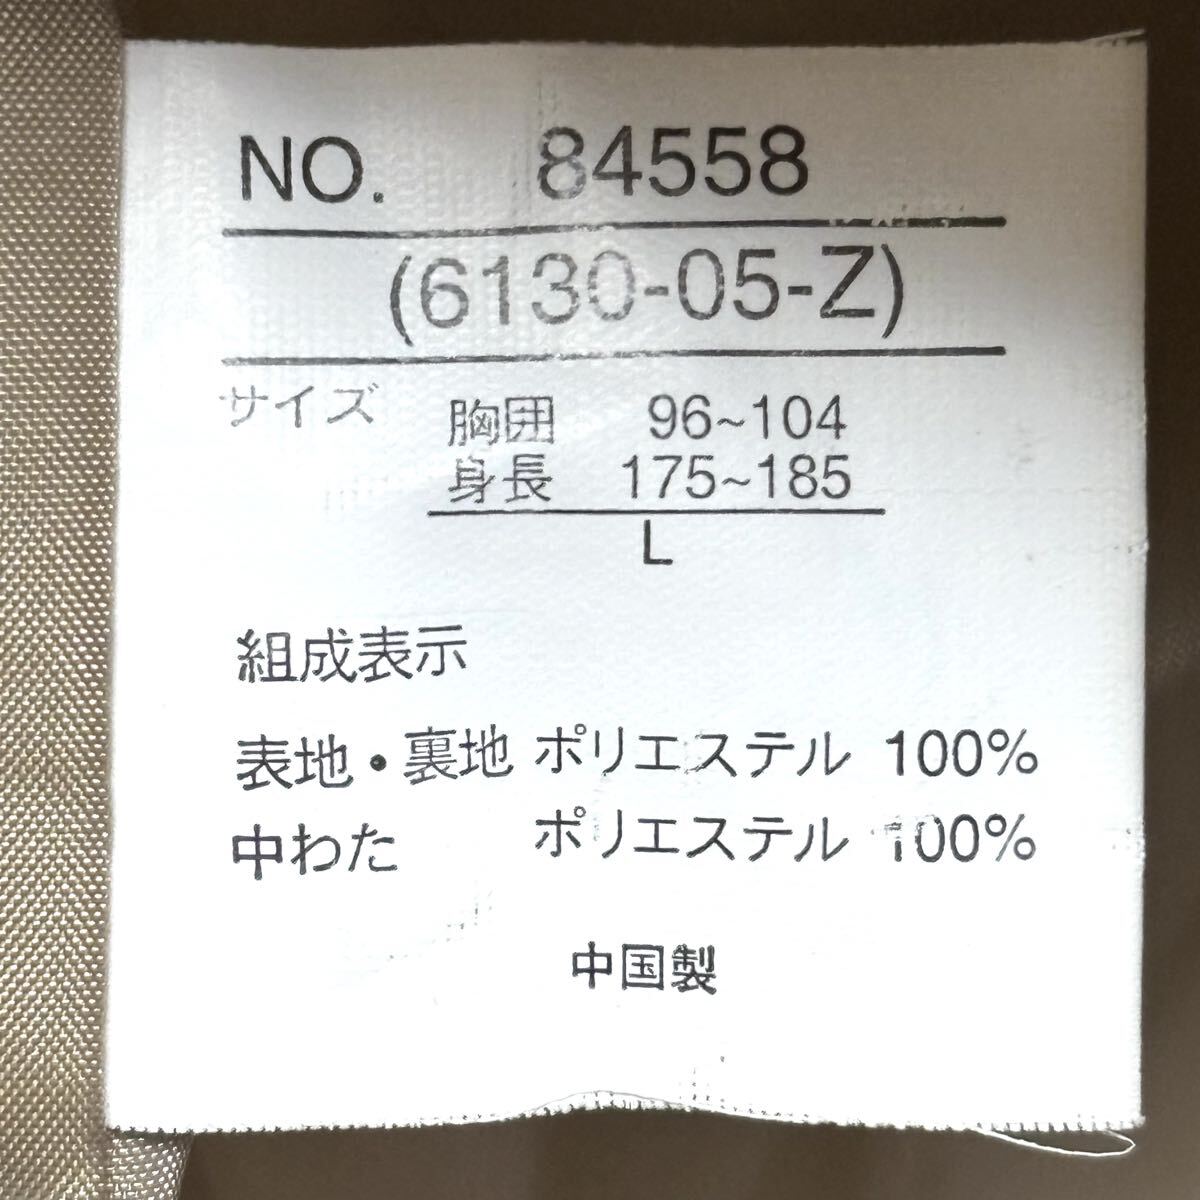 NO. 84558
(6130-05-Z)
サイズ 胸囲 96~104
身長 175~185
L
組成表示
表地・裏地 ポリエステル 100%
中わた ポリエステル 100%
中国製